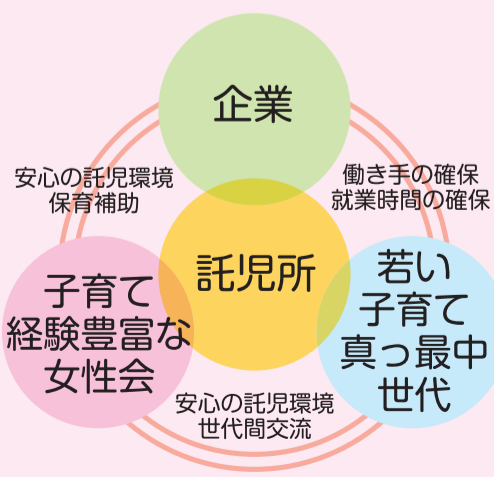 企業
安心の託児環境
保育補助
働き手の確保
就業時間の確保
託児所
子育て
経験豊富な
女性会
若い
子育て
真っ最中
世代
安心の託児環境
世代間交流